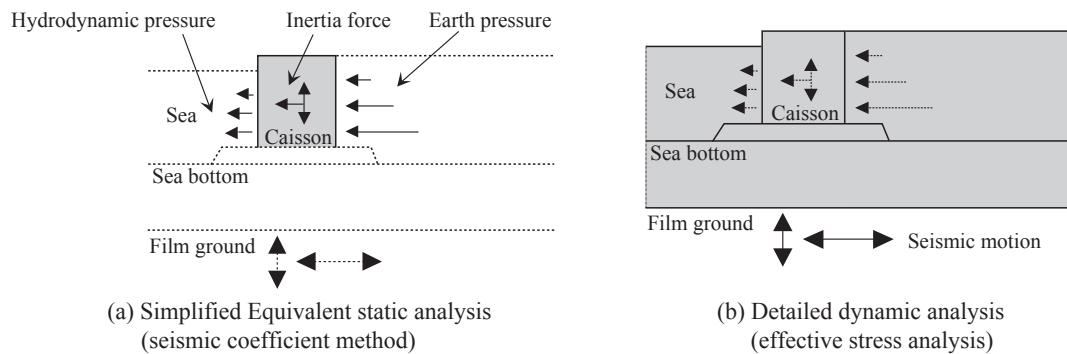 Hydrodynamic pressure
Inertia force
Earth pressure
Sea
Caisson
Sea bottom
Film ground
(a) Simplified Equivalent static analysis
(seismic coefficient method)
Sea
Caisson
Sea bottom
Film ground
Seismic motion
(b) Detailed dynamic analysis
(effective stress analysis)